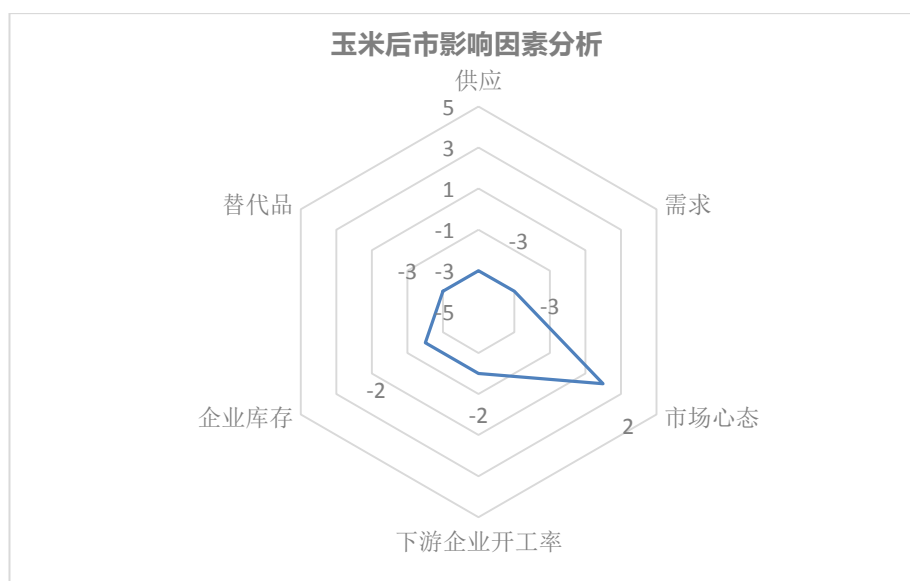 玉米后市影响因素分析
供应
5
3
替代品
需求
1
-1
-3
-3
-3
-3
-5
-2
企业库存
-2
2
市场心态
下游企业开工率